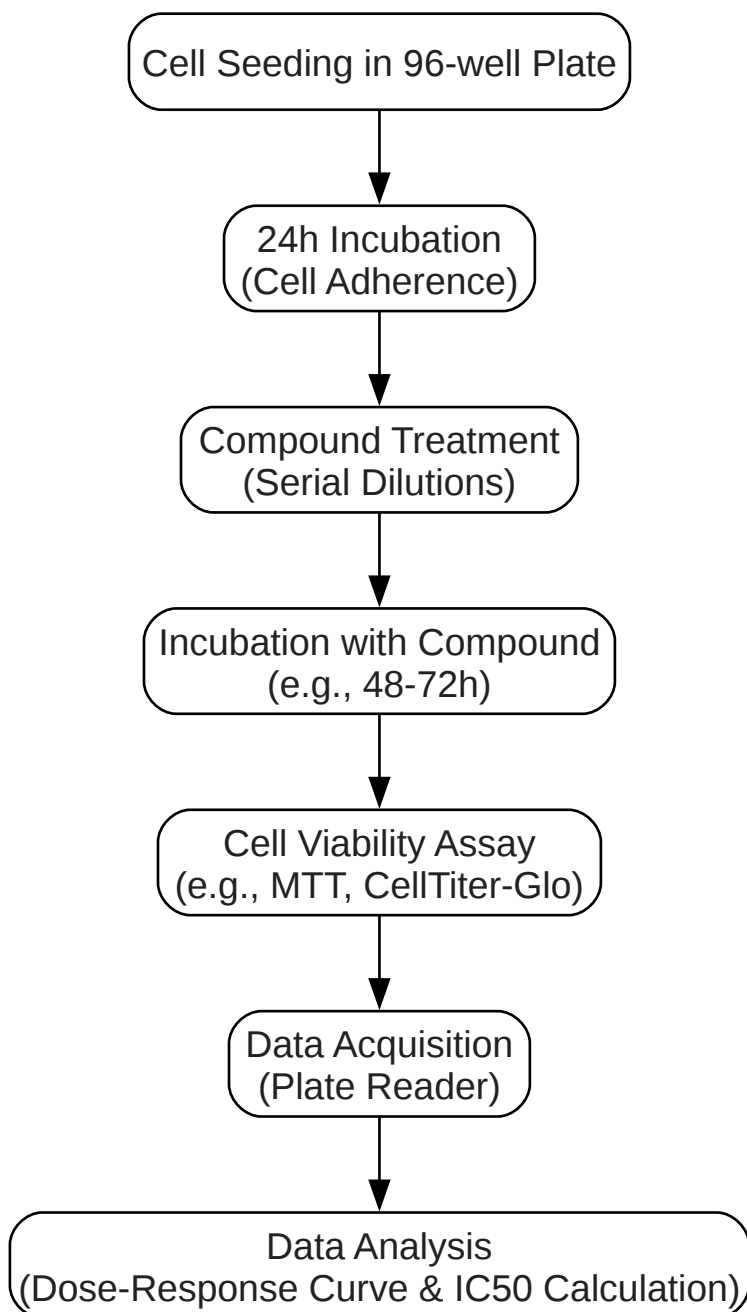 Cell Seeding in 96-well Plate
24h Incubation
(Cell Adherence)
Compound Treatment
(Serial Dilutions)
Incubation with Compound
(e.g., 48-72h)
Cell Viability Assay
(e.g., MTT, CellTiter-Glo)
Data Acquisition
(Plate Reader)
Data Analysis
(Dose-Response Curve & IC50 Calculation)